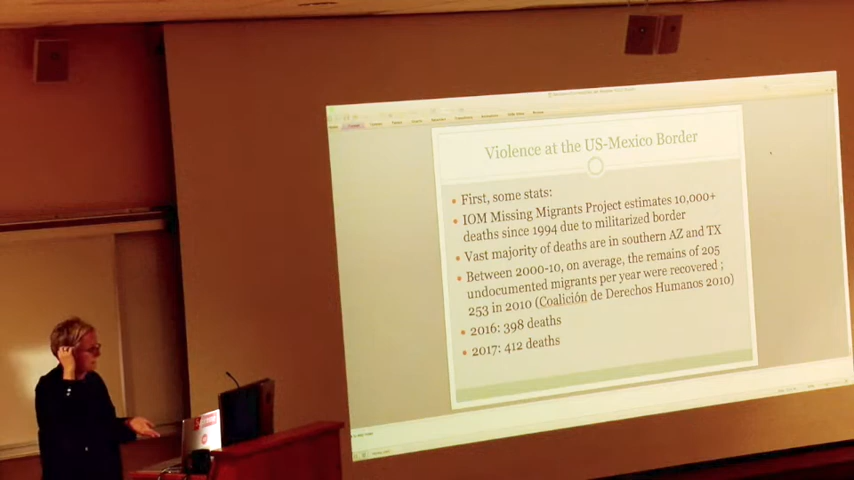 Violence at the US-Mexico Border
• First, some stats:
• IOM Missing Migrants Project estimates 10,000+
deaths since 1994 due to militarized border
• Vast majority of deaths are in southern AZ and TX
• Between 2000-10, on average, the remains of 205
undocumented migrants per year were recovered ;
253 in 2010 (Coalición de Derechos Humanos 2010)
• 2016: 398 deaths
• 2017: 412 deaths